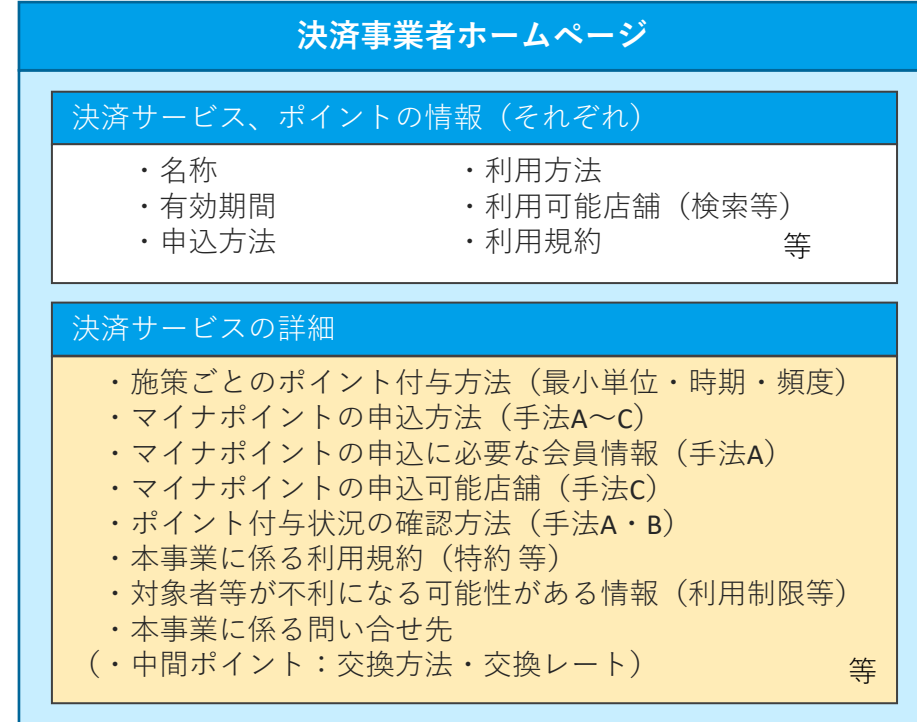 決済事業者ホームページ
決済サービス、ポイントの情報（それぞれ）
・名称
・有効期間
・申込方法
・利用方法
・利用可能店舗（検索等）
・利用規約
等
決済サービスの詳細
・施策ごとのポイント付与方法（最小単位・時期・頻度）
・マイナポイントの申込方法（手法A～C）
・マイナポイントの申込に必要な会員情報（手法A）
・マイナポイントの申込可能店舗（手法C）
・ポイント付与状況の確認方法（手法A・B）
・本事業に係る利用規約（特約 等）
・対象者等が不利になる可能性がある情報（利用制限等）
・本事業に係る問い合せ先
（・中間ポイント：交換方法・交換レート）
等